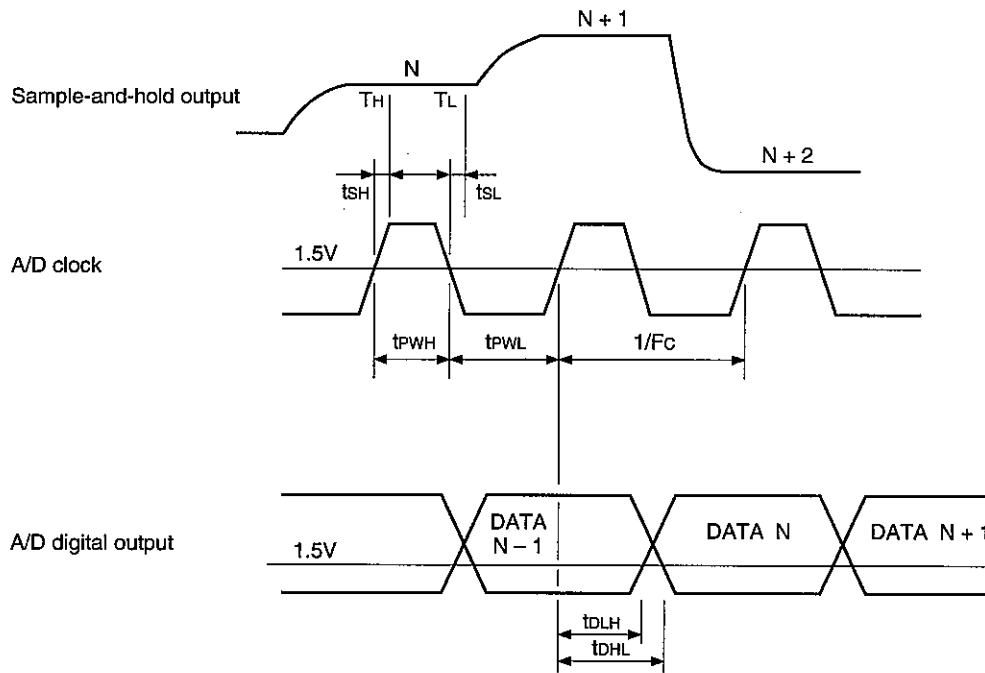 N + 1
N
Sample-and-hold output
TH TL
N + 2
tSH tSL
A/D clock
1.5V
tPWH tPWL 1/FC
A/D digital output
DATA N – 1
DATA N
DATA N + 1
1.5V
tDLH
tDHL